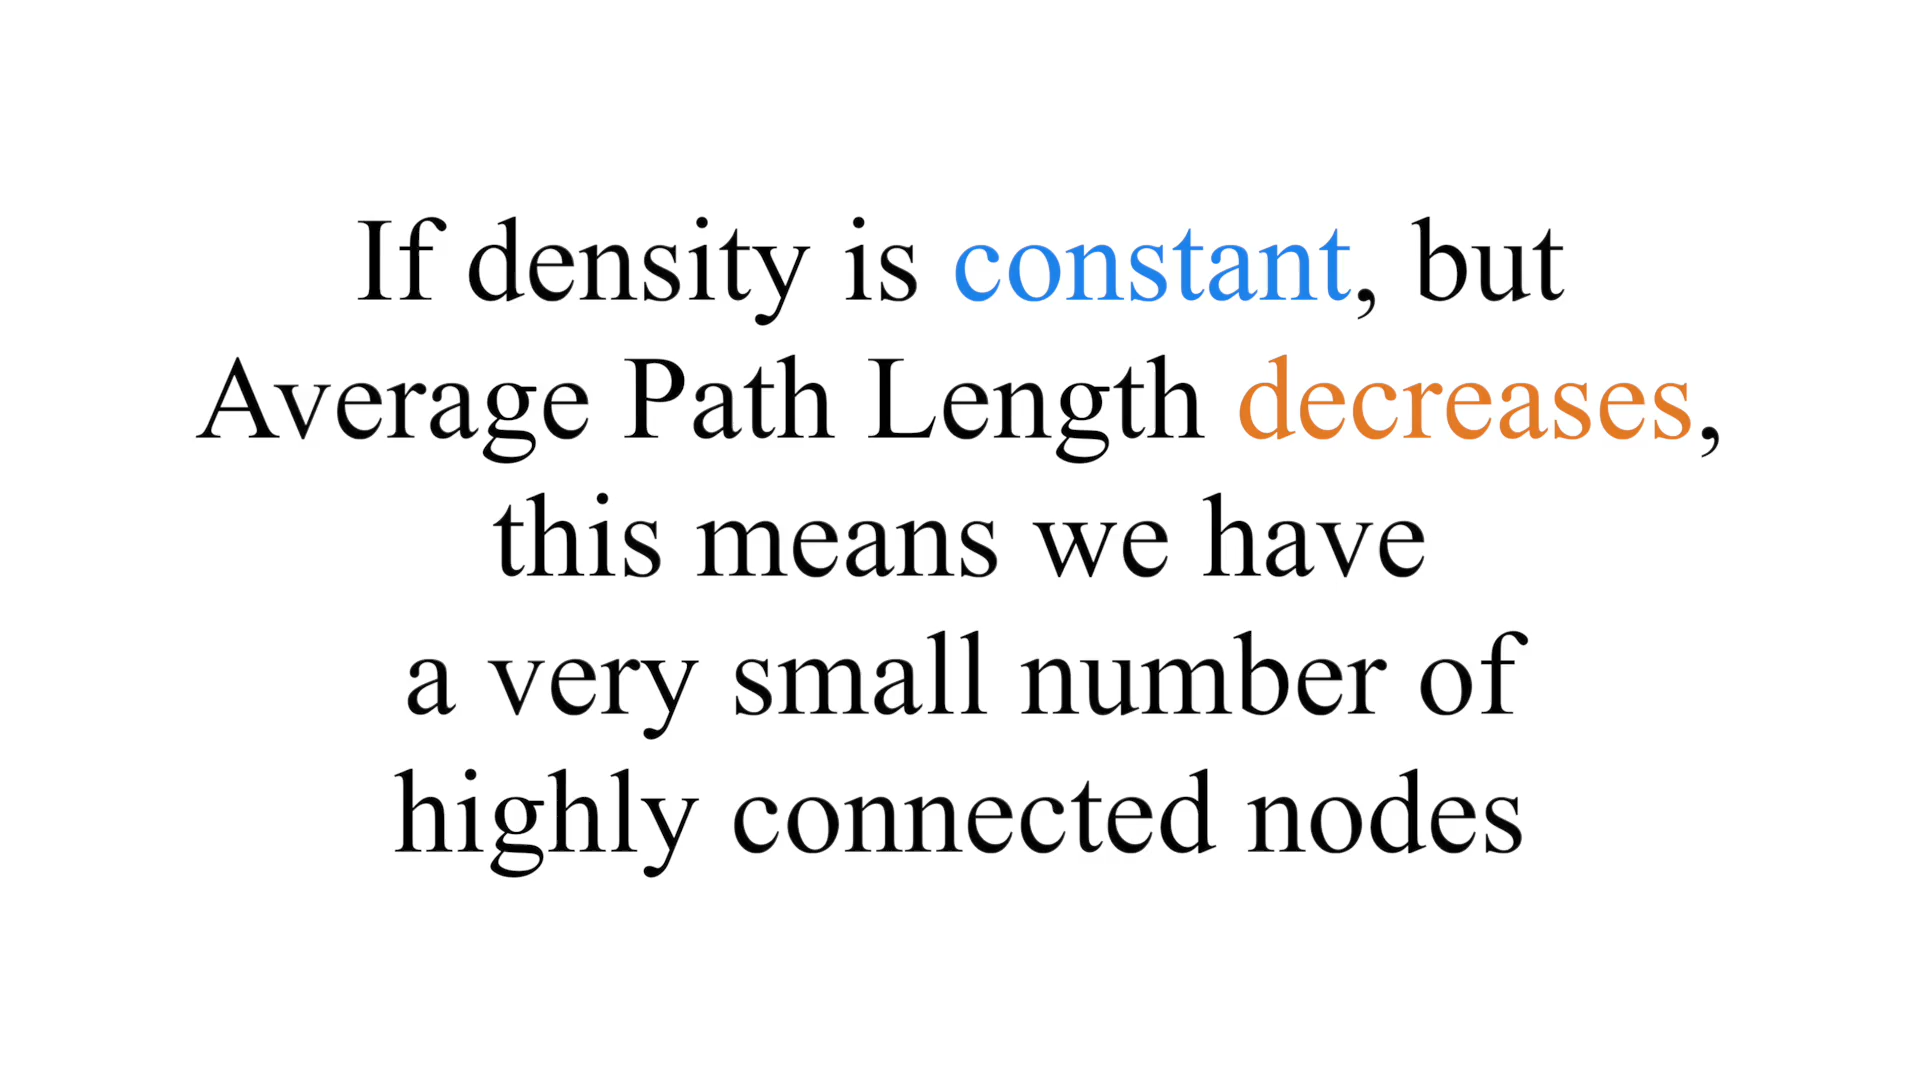 If density is constant, but
Average Path Length decreases,
this means we have
a very small number of
highly connected nodes